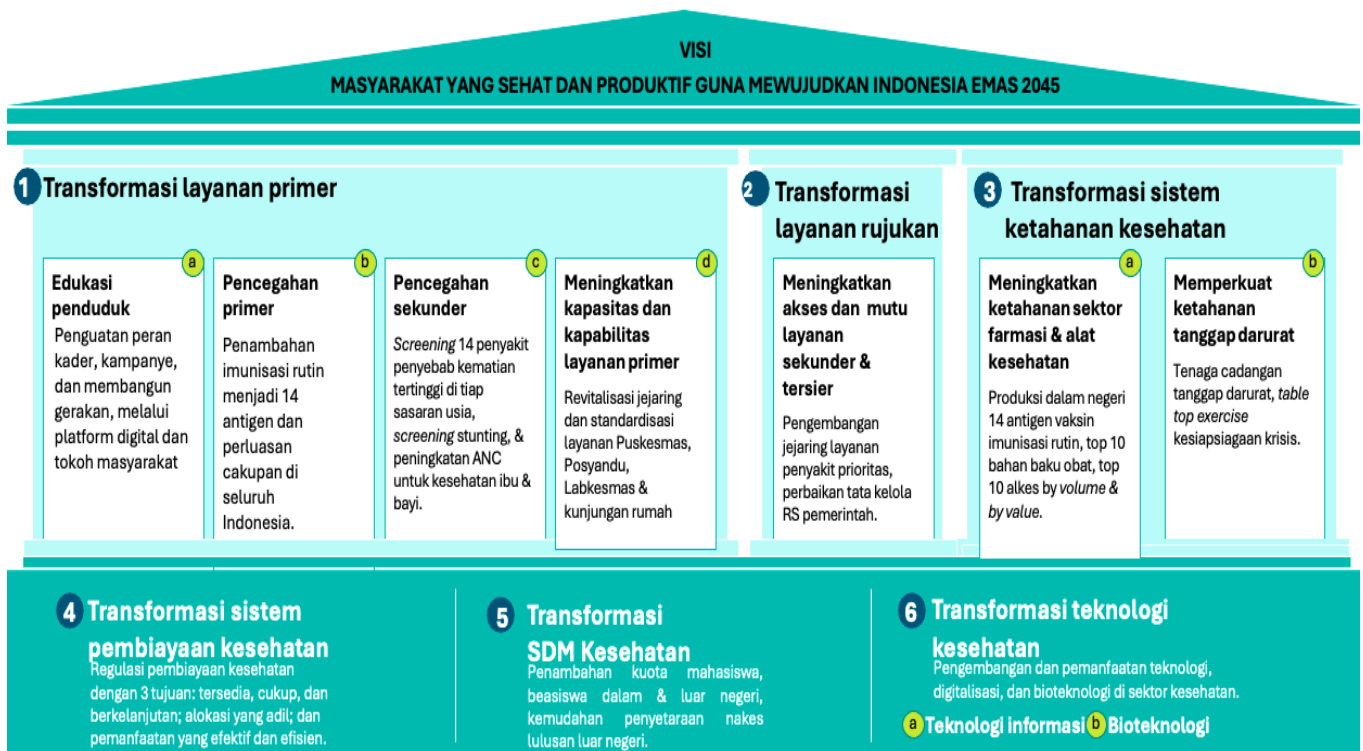 VISI
MASYARAKAT YANG SEHAT DAN PRODUKTIF GUNA MEWUJUDKAN INDONESIA EMAS 2045
1 Transformasi layanan primer
a
Edukasi
penduduk
Penguatan peran
kader, kampanye,
dan membangun
gerakan, melalui
platform digital dan
tokoh masyarakat
b
Pencegahan
primer
Penambahan
imunisasi rutin
menjadi 14
antigen dan
perluasan
cakupan di
seluruh
Indonesia.
c
Pencegahan
sekunder
Screening 14 penyakit
penyebab kematian
tertinggi di tiap
sasaran usia,
screening stunting, &
peningkatan ANC
untuk kesehatan ibu &
bayi.
d
Meningkatkan
kapasitas dan
kapabilitas
layanan primer
Revitalisasi jejaring
dan standardisasi
layanan Puskesmas,
Posyandu,
Labkesmas &
kunjungan rumah
2 Transformasi
layanan rujukan
Meningkatkan
akses dan mutu
layanan
sekunder &
tersier
Pengembangan
jejaring layanan
penyakit prioritas,
perbaikan tata kelola
RS pemerintah.
3 Transformasi sistem
ketahanan kesehatan
a
Meningkatkan
ketahanan sektor
farmasi & alat
kesehatan
Produksi dalam negeri
14 antigen vaksin
imunisasi rutin, top 10
bahan baku obat, top
10 alkes by volume &
by value.
b
Memperkuat
ketahanan
tanggap darurat
Tenaga cadangan
tanggap darurat, table
top exercise
kesiapsiagaan krisis.
4 Transformasi sistem
pembiayaan kesehatan
Regulasi pembiayaan kesehatan
dengan 3 tujuan: tersedia, cukup, dan
berkelanjutan; alokasi yang adil; dan
pemanfaatan yang efektif dan efisien.
5 Transformasi
SDM Kesehatan
Penambahan kuota mahasiswa,
beasiswa dalam & luar negeri,
kemudahan penyetaraan nakes
lulusan luar negeri.
6 Transformasi teknologi
kesehatan
Pengembangan dan pemanfaatan teknologi,
digitalisasi, dan bioteknologi di sektor kesehatan.
a Teknologi informasi b Bioteknologi